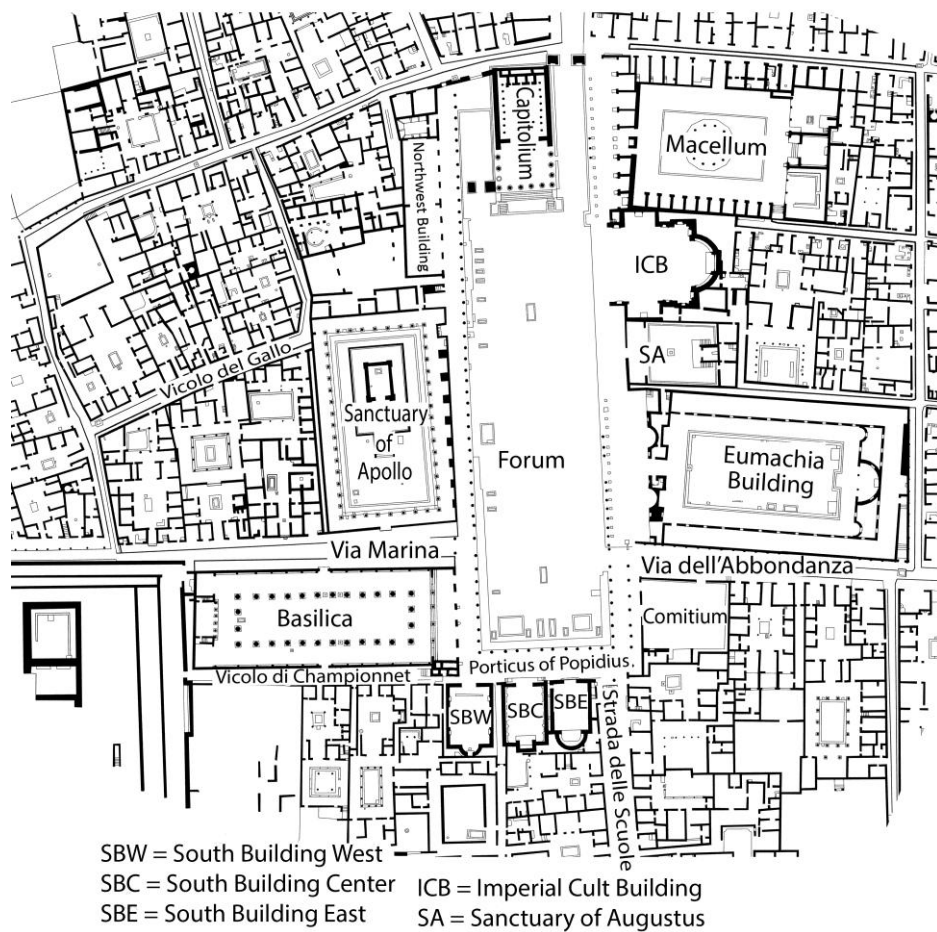 Capitolium
Macellum
Northwest Building
ICB
SA
Vicolo del Gallo
Sanctuary
of
Apollo
Forum
Eumachia
Building
Via Marina
Via dell'Abbondanza
Basilica
Comitium
Vicolo di Championnet
Porticus of Popidius
SBW
SBC
SBE
Strada delle Scuole
SBW = South Building West
SBC = South Building Center
SBE = South Building East
ICB = Imperial Cult Building
SA = Sanctuary of Augustus